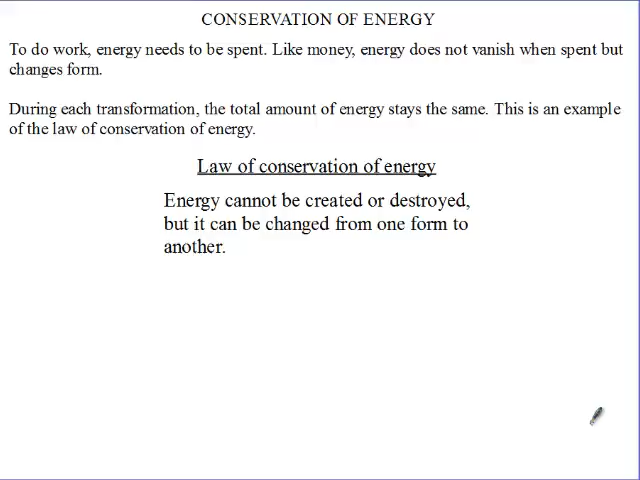 CONSERVATION OF ENERGY
To do work, energy needs to be spent. Like money, energy does not vanish when spent but
changes form.
During each transformation, the total amount of energy stays the same. This is an example
of the law of conservation of energy.
Law of conservation of energy
Energy cannot be created or destroyed,
but it can be changed from one form to
another.